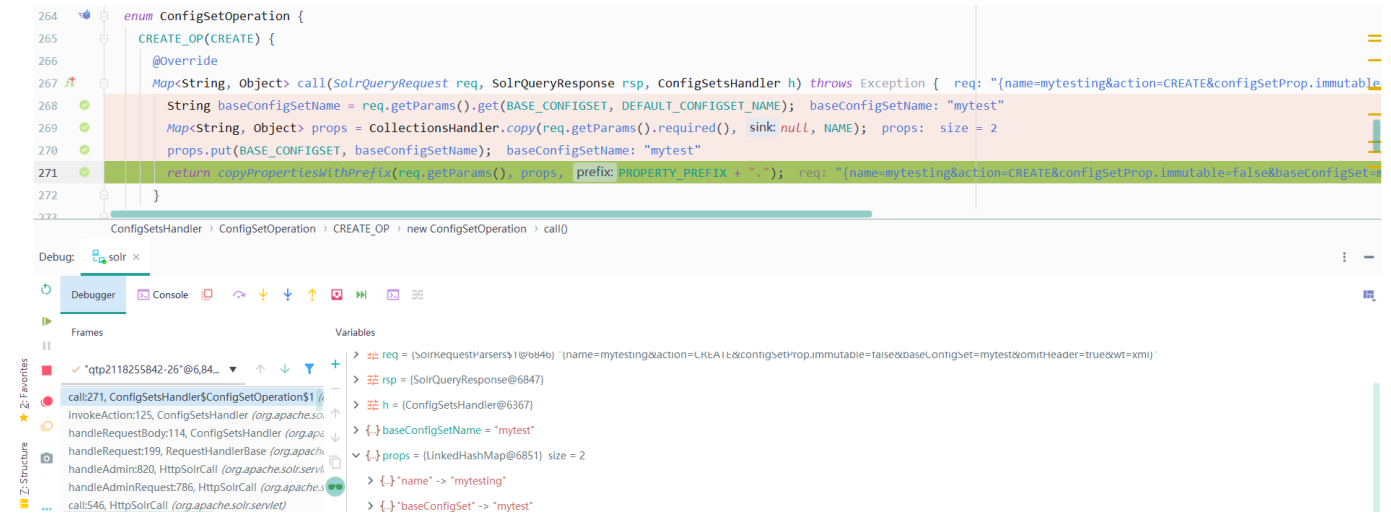 264 enum ConfigSetOperation {
265 CREATE_OP(CREATE) {
266 @Override
267 Map<String, Object> call(SolrQueryRequest req, SolrQueryResponse rsp, ConfigSetsHandler h) throws Exception { req: "{name=mytesting&action=CREATE&configSetProp.immutable=
268 String baseConfigSetName = req.getParams().get(BASE_CONFIGSET, DEFAULT_CONFIGSET_NAME); baseConfigSetName: "mytest"
269 Map<String, Object> props = CollectionsHandler.copy(req.getParams().required(), sink: null, NAME); props: size = 2
270 props.put(BASE_CONFIGSET, baseConfigSetName); baseConfigSetName: "mytest"
271 return copyPropertiesWithPrefix(req.getParams(), props, prefix: PROPERTY_PREFIX + "."); req: "{name=mytesting&action=CREATE&configSetProp.immutable=false&baseConfigSet=m
272 }
273
ConfigSetsHandler › ConfigSetOperation › CREATE_OP › new ConfigSetOperation › call()
Debug: solr ×
Debugger Console
Frames Variables
"qtp2118255842-26"@6,84...
call:271, ConfigSetsHandler$ConfigSetOperation$1 (
invokeAction:125, ConfigSetsHandler (org.apache.so
handleRequestBody:114, ConfigSetsHandler (org.apa
handleRequest:199, RequestHandlerBase (org.apach
handleAdmin:820, HttpSolrCall (org.apache.solr.servl
handleAdminRequest:786, HttpSolrCall (org.apache.s
call:546, HttpSolrCall (org.apache.solr.servlet)
req = {SolrRequestParsers$1@6846} "{name=mytesting&action=CREATE&configSetProp.immutable=false&baseConfigSet=mytest&omitHeader=true&wt=xml}"
rsp = {SolrQueryResponse@6847}
h = {ConfigSetsHandler@6367}
baseConfigSetName = "mytest"
props = {LinkedHashMap@6851} size = 2
"name" -> "mytesting"
"baseConfigSet" -> "mytest"
2: Favorites
7: Structure